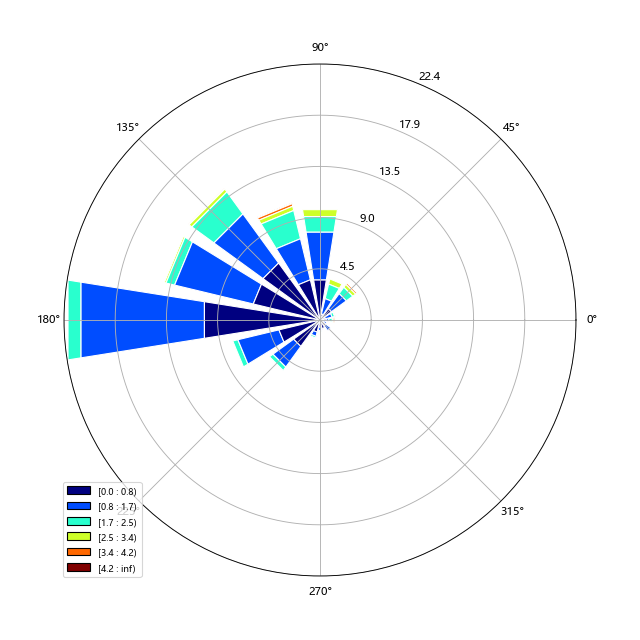 90°
22.4
135°
17.9
45°
13.5
9.0
4.5
180°
0°
[0.0 : 0.8)
[0.8 : 1.7)
225°
315°
[1.7 : 2.5)
[2.5 : 3.4)
[3.4 : 4.2)
[4.2 : inf)
270°